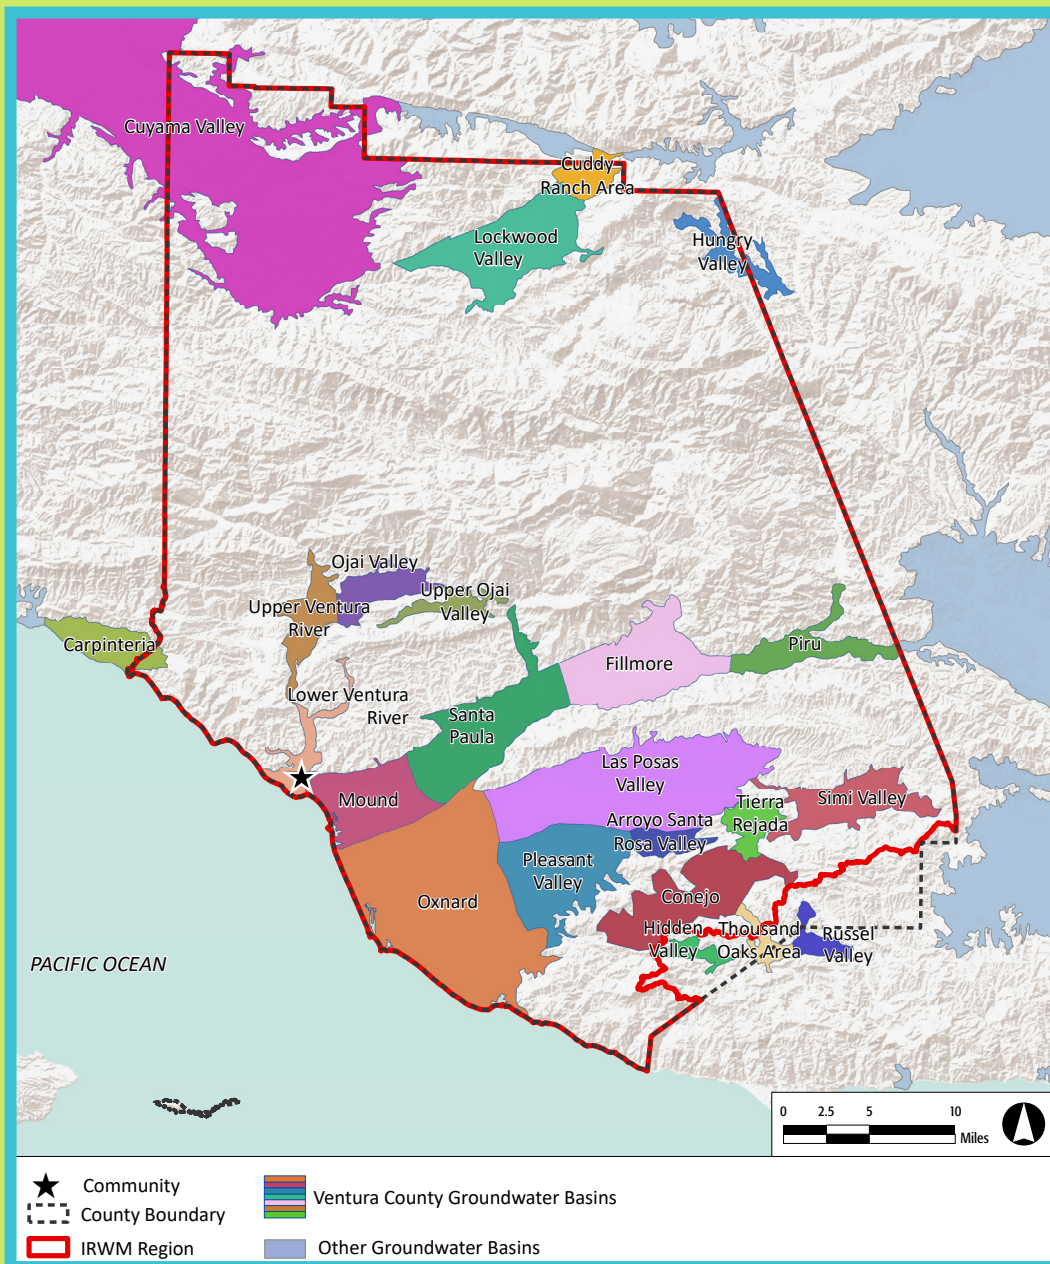 Cuyama Valley
Cuddy
Ranch Area
Lockwood
Valley
Hungry
Valley
Ojai Valley
Upper Ojai
Valley
Upper Ventura
River
Carpinteria
Fillmore
Piru
Lower Ventura
River
Santa
Paula
Las Posas
Valley
Mound
Simi Valley
Tierra
Rejada
Arroyo Santa
Rosa Valley
Pleasant
Valley
Conejo
Oxnard
Hidden
Valley
Thousand
Oaks Area
Russel
Valley
PACIFIC OCEAN
0 2.5 5 10
Miles
Community
County Boundary
IRWM Region
Ventura County Groundwater Basins
Other Groundwater Basins